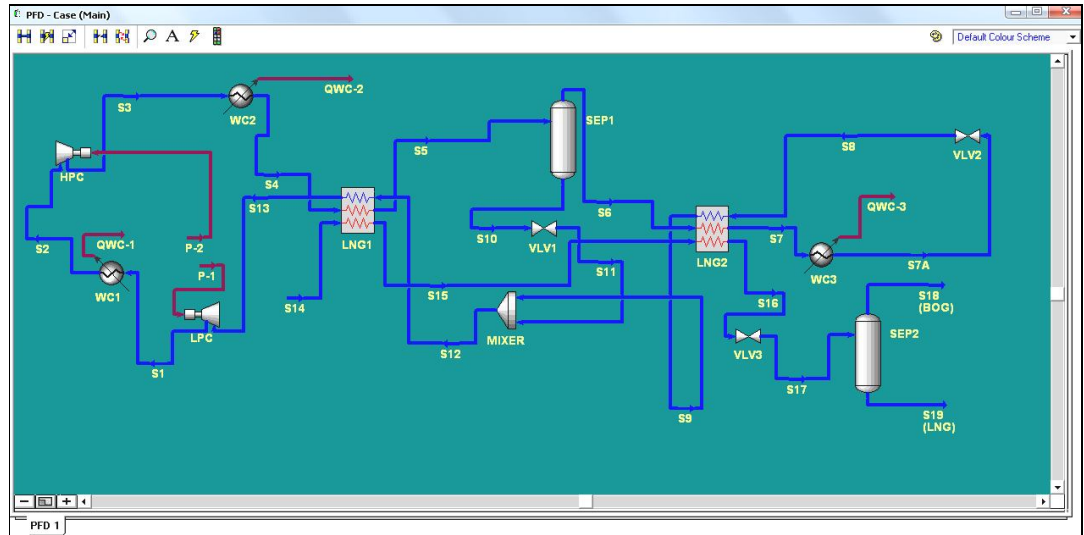 PFD - Case (Main)
A
Default Colour Scheme
QWC-2
S3
WC2
SEP1
S5
S8
VLV2
HPC
S4
S13
S6
QWC-3
S10
VLV1
S7
S2
QWC-1
P-2
LNG1
LNG2
WC3
S7A
P-1
S11
WC1
S15
S16
S18
(BOG)
S14
LPC
MIXER
SEP2
S12
VLV3
S1
S17
S9
S19
(LNG)
PFD 1